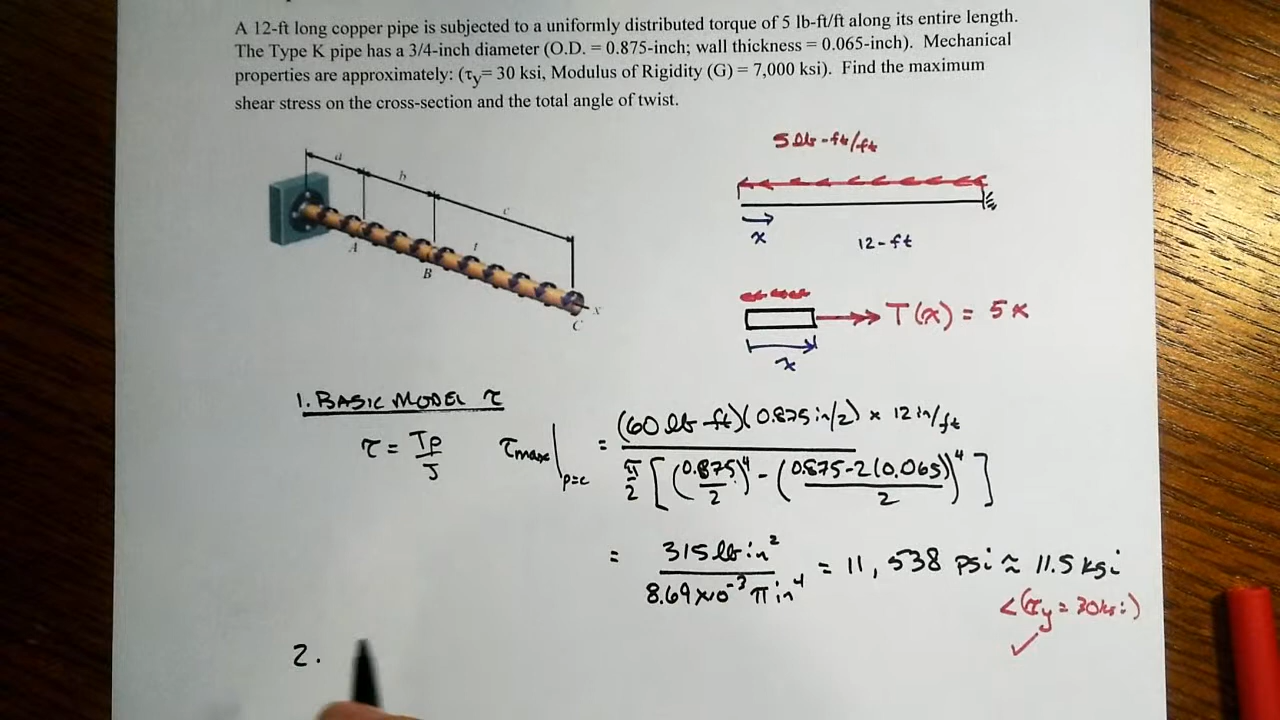 A 12-ft long copper pipe is subjected to a uniformly distributed torque of 5 lb-ft/ft along its entire length.
The Type K pipe has a 3/4-inch diameter (O.D. = 0.875-inch; wall thickness = 0.065-inch). Mechanical
properties are approximately: (τy= 30 ksi, Modulus of Rigidity (G) = 7,000 ksi). Find the maximum
shear stress on the cross-section and the total angle of twist.
a
b
c
A
B
t
x
C
5 lb-ft/ft
x
12-ft
T(x) = 5x
x
1. BASIC MODEL τ
τ = Tρ/J
τmax|ρ=c = (60 lb-ft)(0.875 in/2) × 12 in/ft / π/2 [(0.875/2)^4 - (0.875-2(0.065)/2)^4]
= 315 lb in² / 8.69×10⁻³ π in⁴ = 11,538 psi ≈ 11.5 ksi
< (τy = 30ksi) ✓
2.